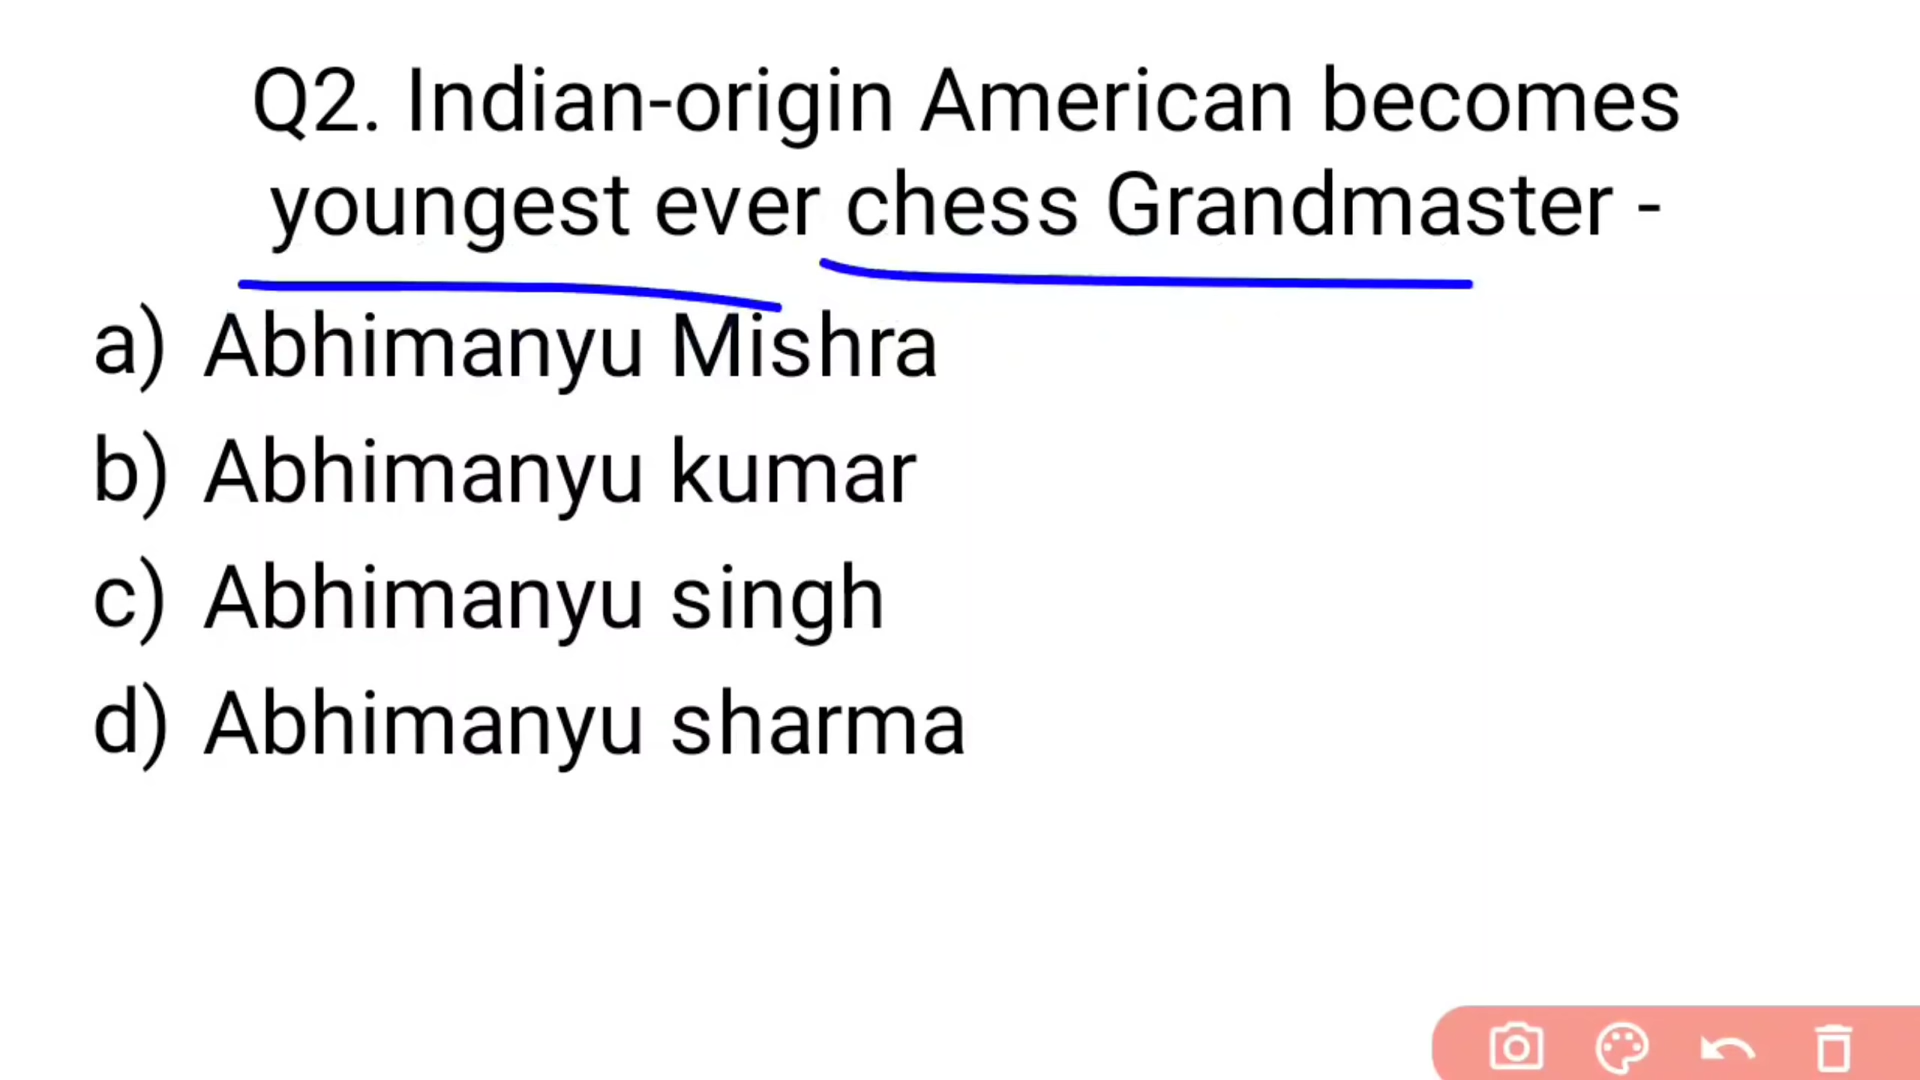 Q2. Indian-origin American becomes
youngest ever chess Grandmaster -
a) Abhimanyu Mishra
b) Abhimanyu kumar
c) Abhimanyu singh
d) Abhimanyu sharma